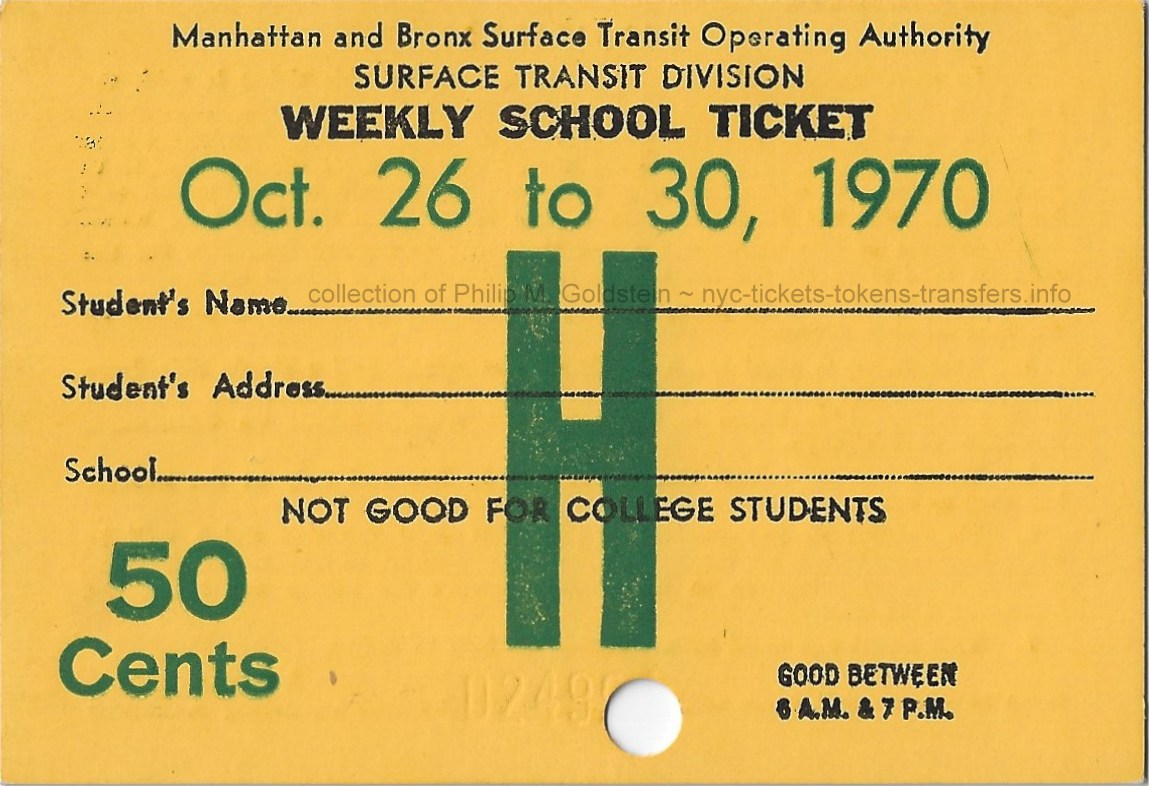 Manhattan and Bronx Surface Transit Operating Authority
SURFACE TRANSIT DIVISION
WEEKLY SCHOOL TICKET
Oct. 26 to 30, 1970
H
Student's Name
collection of Philip M. Goldstein ~ nyc-tickets-tokens-transfers.info
Student's Address
School
NOT GOOD FOR COLLEGE STUDENTS
50
Cents
GOOD BETWEEN
6 A.M. & 7 P.M.